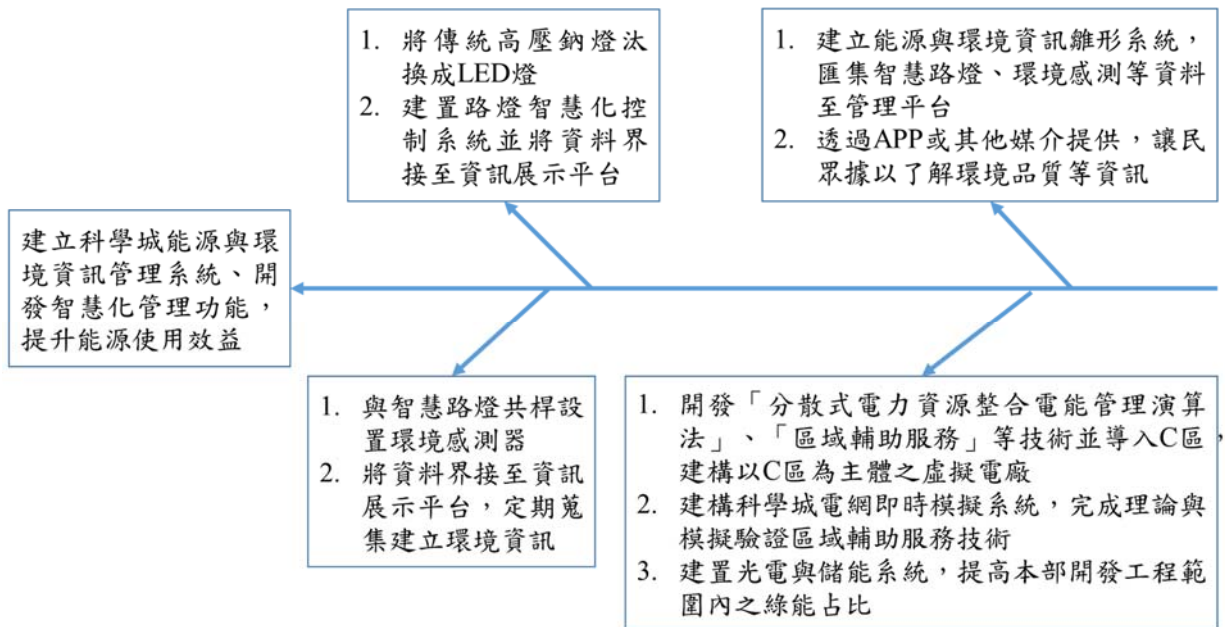 1. 將傳統高壓鈉燈汰
換成LED燈
2. 建置路燈智慧化控
制系統並將資料界
接至資訊展示平台
1. 建立能源與環境資訊雛形系統，
匯集智慧路燈、環境感測等資料
至管理平台
2. 透過APP或其他媒介提供，讓民
眾據以了解環境品質等資訊
建立科學城能源與環
境資訊管理系統、開
發智慧化管理功能，
提升能源使用效益
1. 與智慧路燈共桿設
置環境感測器
2. 將資料界接至資訊
展示平台，定期蒐
集建立環境資訊
1. 開發「分散式電力資源整合電能管理演算
法」、「區域輔助服務」等技術並導入C區，
建構以C區為主體之虛擬電廠
2. 建構科學城電網即時模擬系統，完成理論與
模擬驗證區域輔助服務技術
3. 建置光電與儲能系統，提高本部開發工程範
圍內之綠能占比